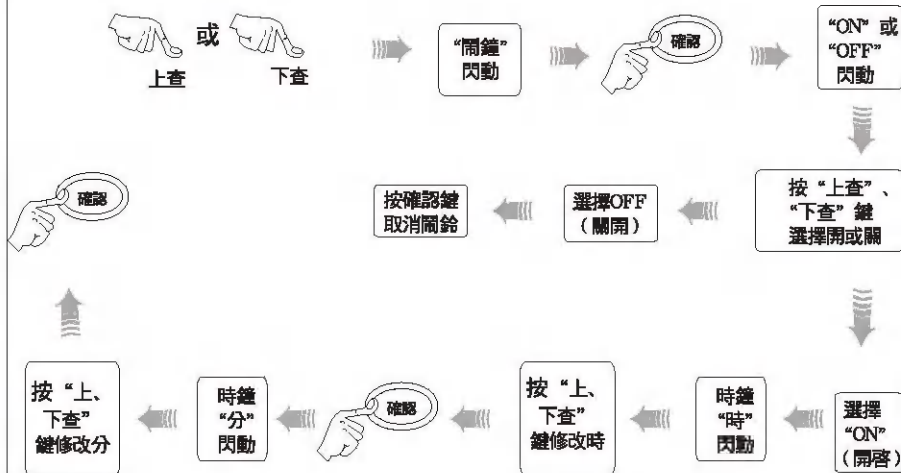 或
上查
下查
“鬧鐘”
閃動
確認
“ON” 或
“OFF”
閃動
按 “上查”、
“下查” 鍵
選擇開或關
選擇OFF
（關開）
按確認鍵
取消鬧鈴
選擇
“ON”
（開啓）
時鐘
“時”
閃動
按 “上、
下查”
鍵修改時
確認
時鐘
“分”
閃動
按 “上、
下查”
鍵修改分
確認